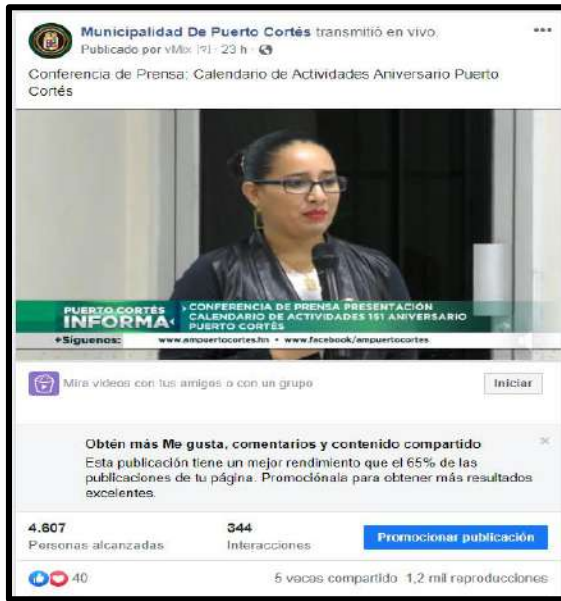 Municipalidad De Puerto Cortés transmitió en vivo.
Publicado por vMix [?] · 23 h ·
Conferencia de Prensa: Calendario de Actividades Aniversario Puerto
Cortés
PUERTO CORTÉS
INFORMA
CONFERENCIA DE PRENSA PRESENTACIÓN
CALENDARIO DE ACTIVIDADES 151 ANIVERSARIO
PUERTO CORTÉS
+Síguenos: www.ampuertocortes.hn • www.facebook/ampuertocortes
Mira videos con tus amigos o con un grupo
Iniciar
Obtén más Me gusta, comentarios y contenido compartido
Esta publicación tiene un mejor rendimiento que el 65% de las
publicaciones de tu página. Promociónala para obtener más resultados
excelentes.
4.607 344
Personas alcanzadas Interacciones
Promocionar publicación
40 5 veces compartido 1,2 mil reproducciones